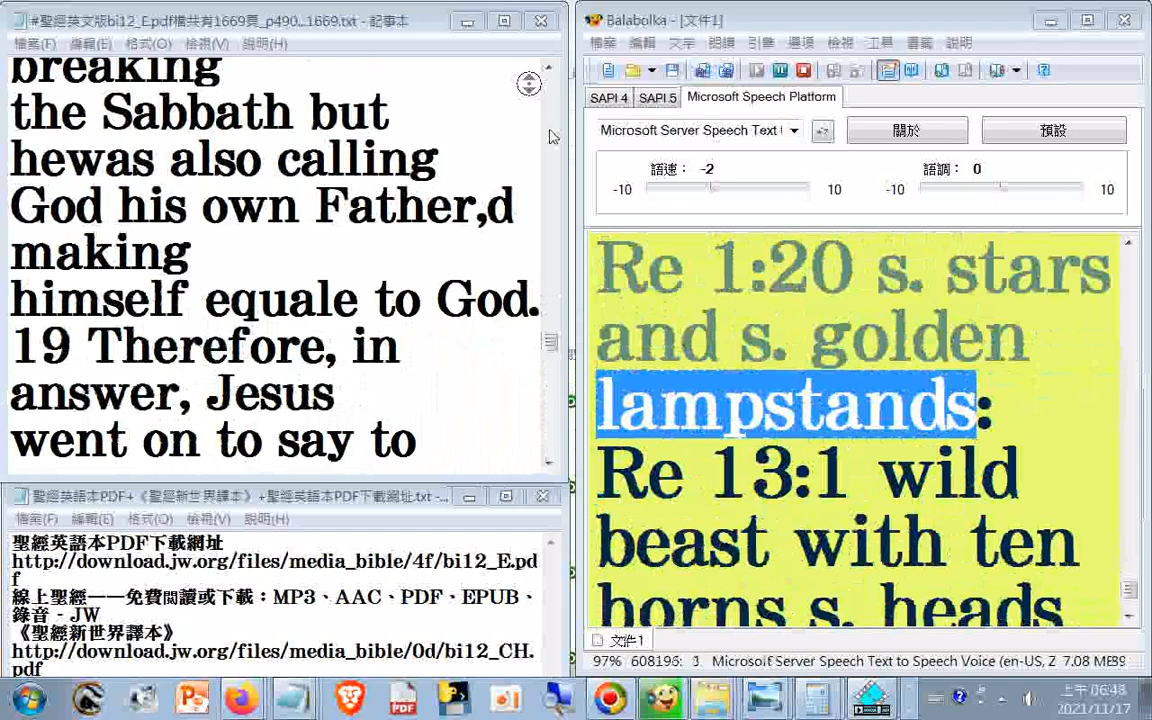 #聖經英文版bi12_E.pdf檔共有1669頁_p490...1669.txt - 記事本
檔案(F) 編輯(E) 格式(O) 檢視(V) 說明(H)
breaking
the Sabbath but
hewas also calling
God his own Father,d
making
himself equale to God.
19 Therefore, in
answer, Jesus
went on to say to
聖經英語本PDF+《聖經新世界譯本》+聖經英語本PDF下載網址.txt -...
檔案(F) 編輯(E) 格式(O) 檢視(V) 說明(H)
聖經英語本PDF下載網址
http://download.jw.org/files/media_bible/4f/bi12_E.pd
f
線上聖經——免費閱讀或下載：MP3、AAC、PDF、EPUB、
錄音 - JW
《聖經新世界譯本》
http://download.jw.org/files/media_bible/0d/bi12_CH.
pdf
Balabolka - [文件1]
檔案 編輯 文字 朗讀 引擎 選項 檢視 工具 書籤 說明
SAPI 4 SAPI 5 Microsoft Speech Platform
Microsoft Server Speech Text
關於 預設
語速： -2 語調： 0
-10 10 -10 10
Re 1:20 s. stars
and s. golden
lampstands:
Re 13:1 wild
beast with ten
horns s. heads
文件1
97% 608196: 3 Microsoft Server Speech Text to Speech Voice (en-US, Z 7.08 MB
上午 06:48
2021/11/17